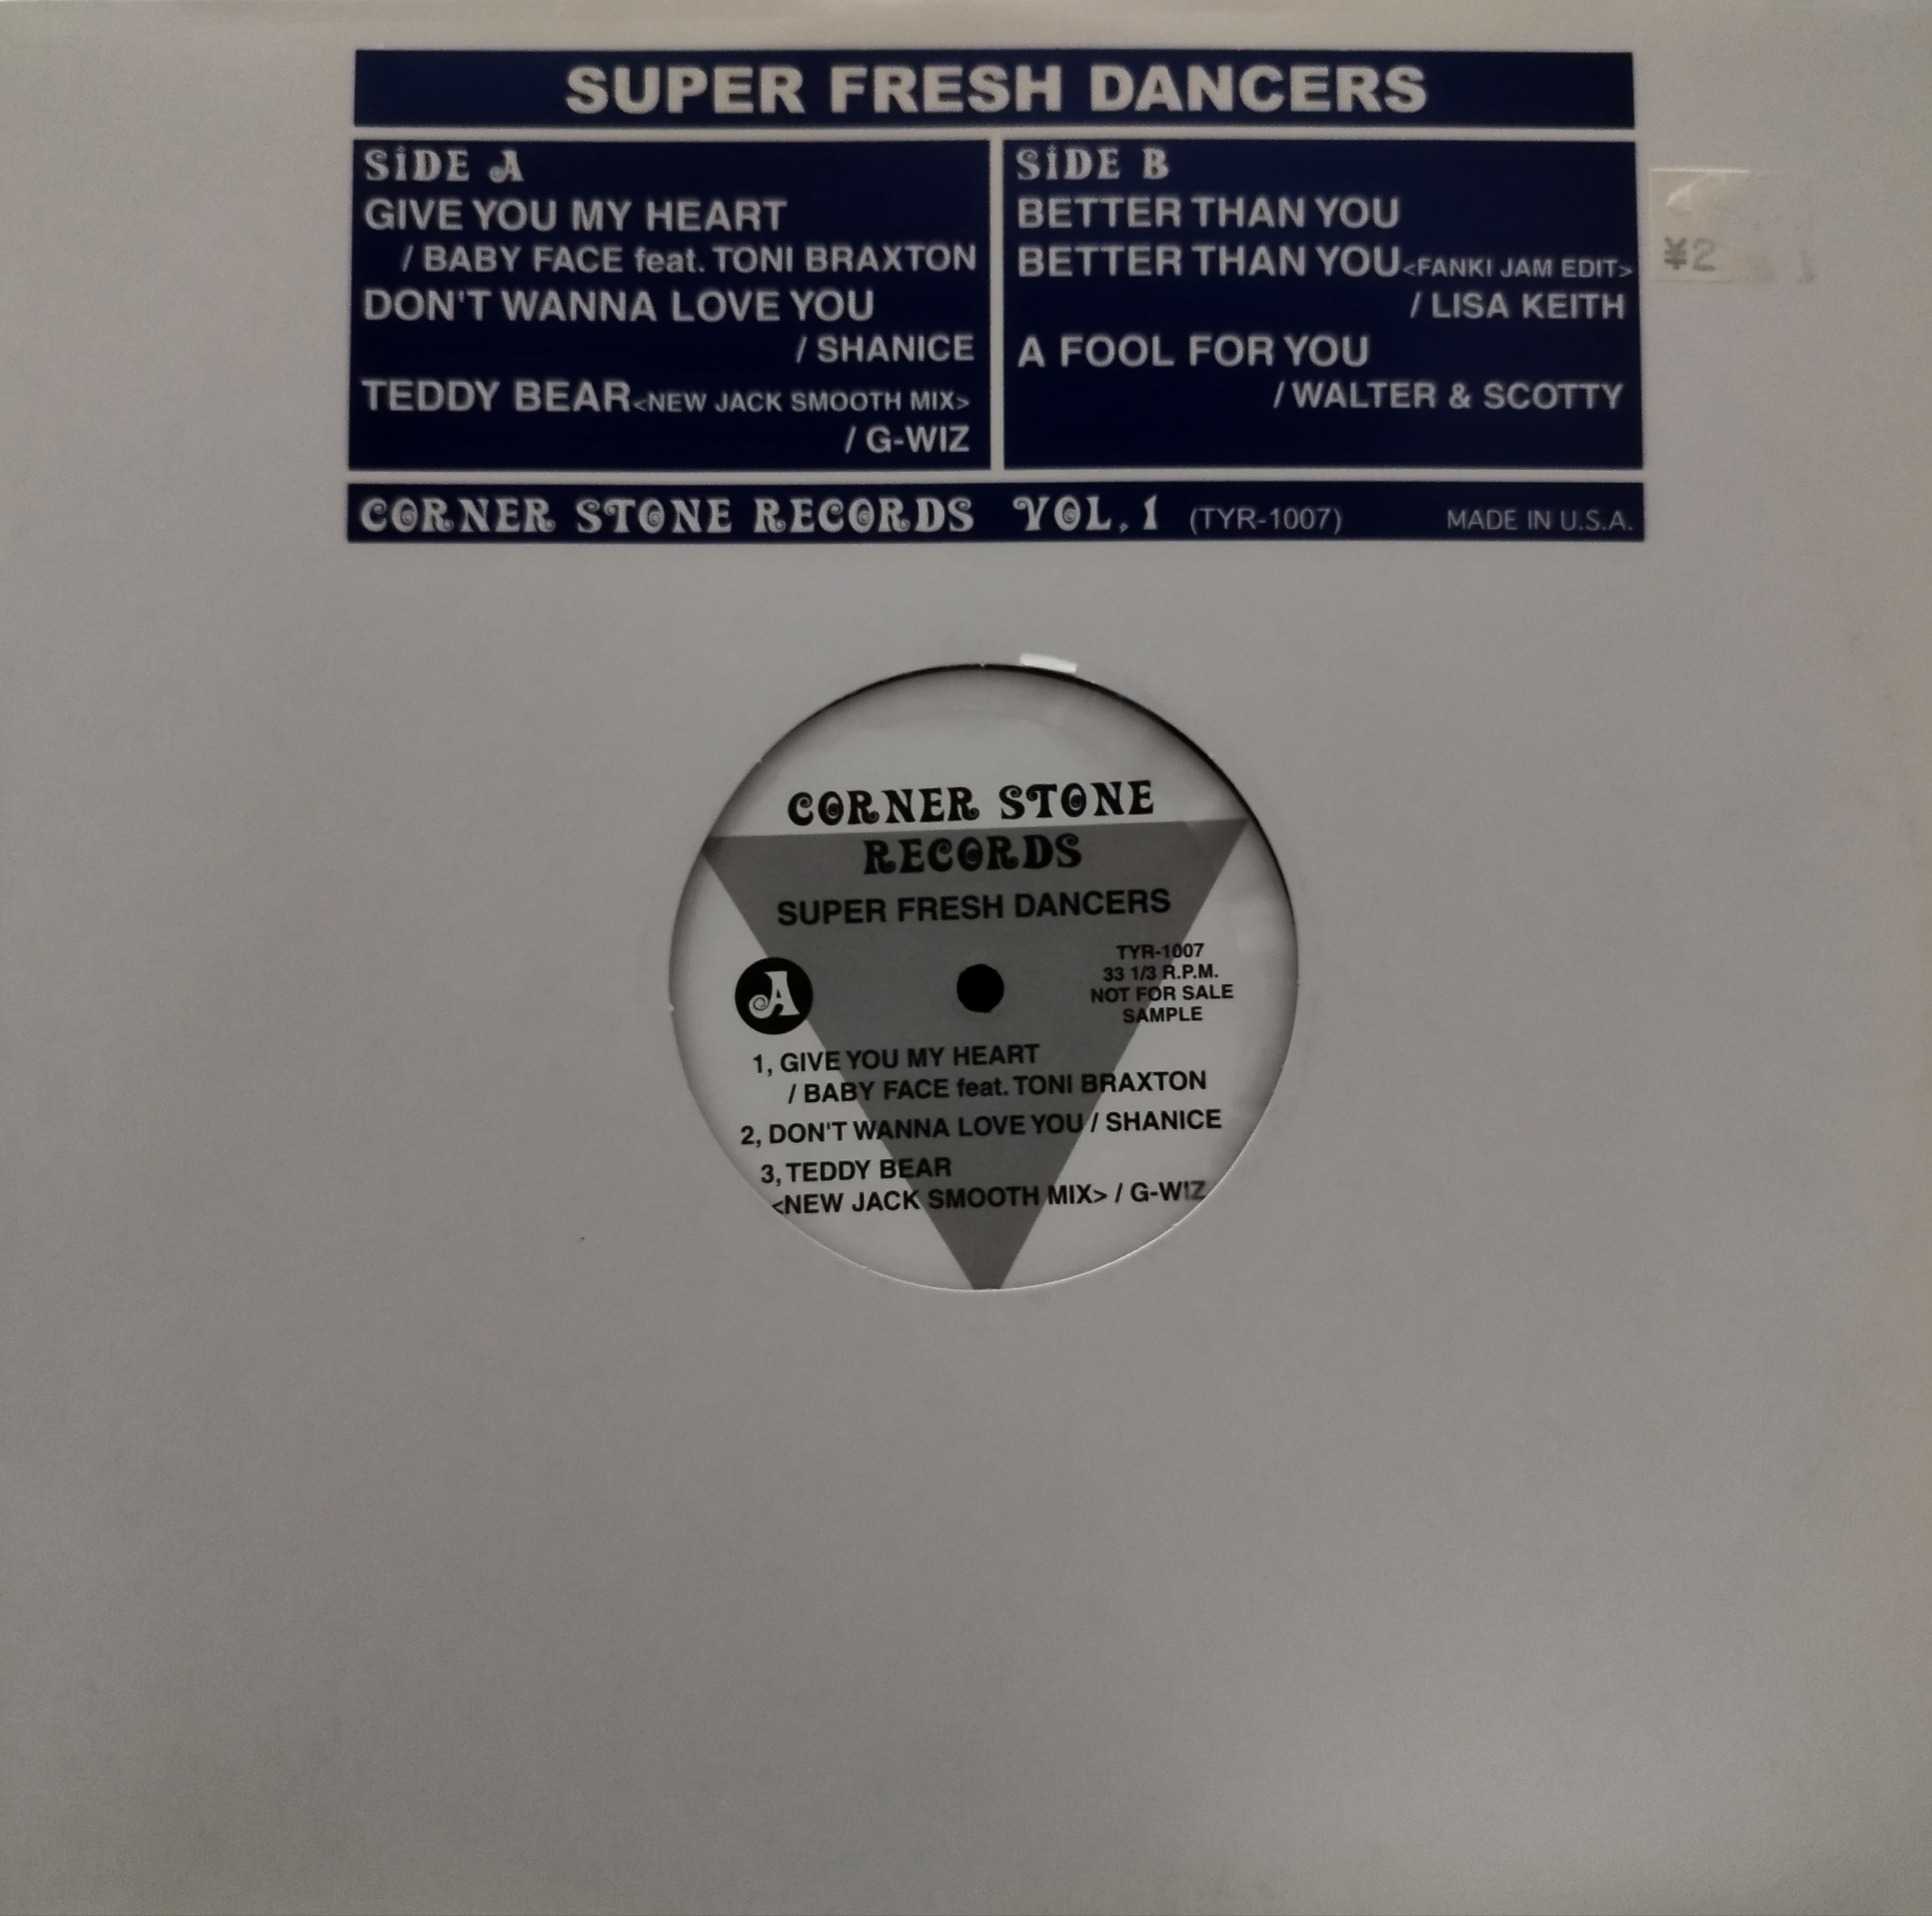 SUPER FRESH DANCERS
SiDE A
GIVE YOU MY HEART
/ BABY FACE feat. TONI BRAXTON
DON'T WANNA LOVE YOU
/ SHANICE
TEDDY BEAR<NEW JACK SMOOTH MIX>
/ G-WIZ
SiDE B
BETTER THAN YOU
BETTER THAN YOU<FANKI JAM EDIT>
/ LISA KEITH
A FOOL FOR YOU
/ WALTER & SCOTTY
CORNER STONE RECORDS VOL. 1 (TYR-1007) MADE IN U.S.A.
¥2
CORNER STONE
RECORDS
SUPER FRESH DANCERS
A
TYR-1007
33 1/3 R.P.M.
NOT FOR SALE
SAMPLE
1, GIVE YOU MY HEART
/ BABY FACE feat. TONI BRAXTON
2, DON'T WANNA LOVE YOU / SHANICE
3, TEDDY BEAR
<NEW JACK SMOOTH MIX> / G-WIZ